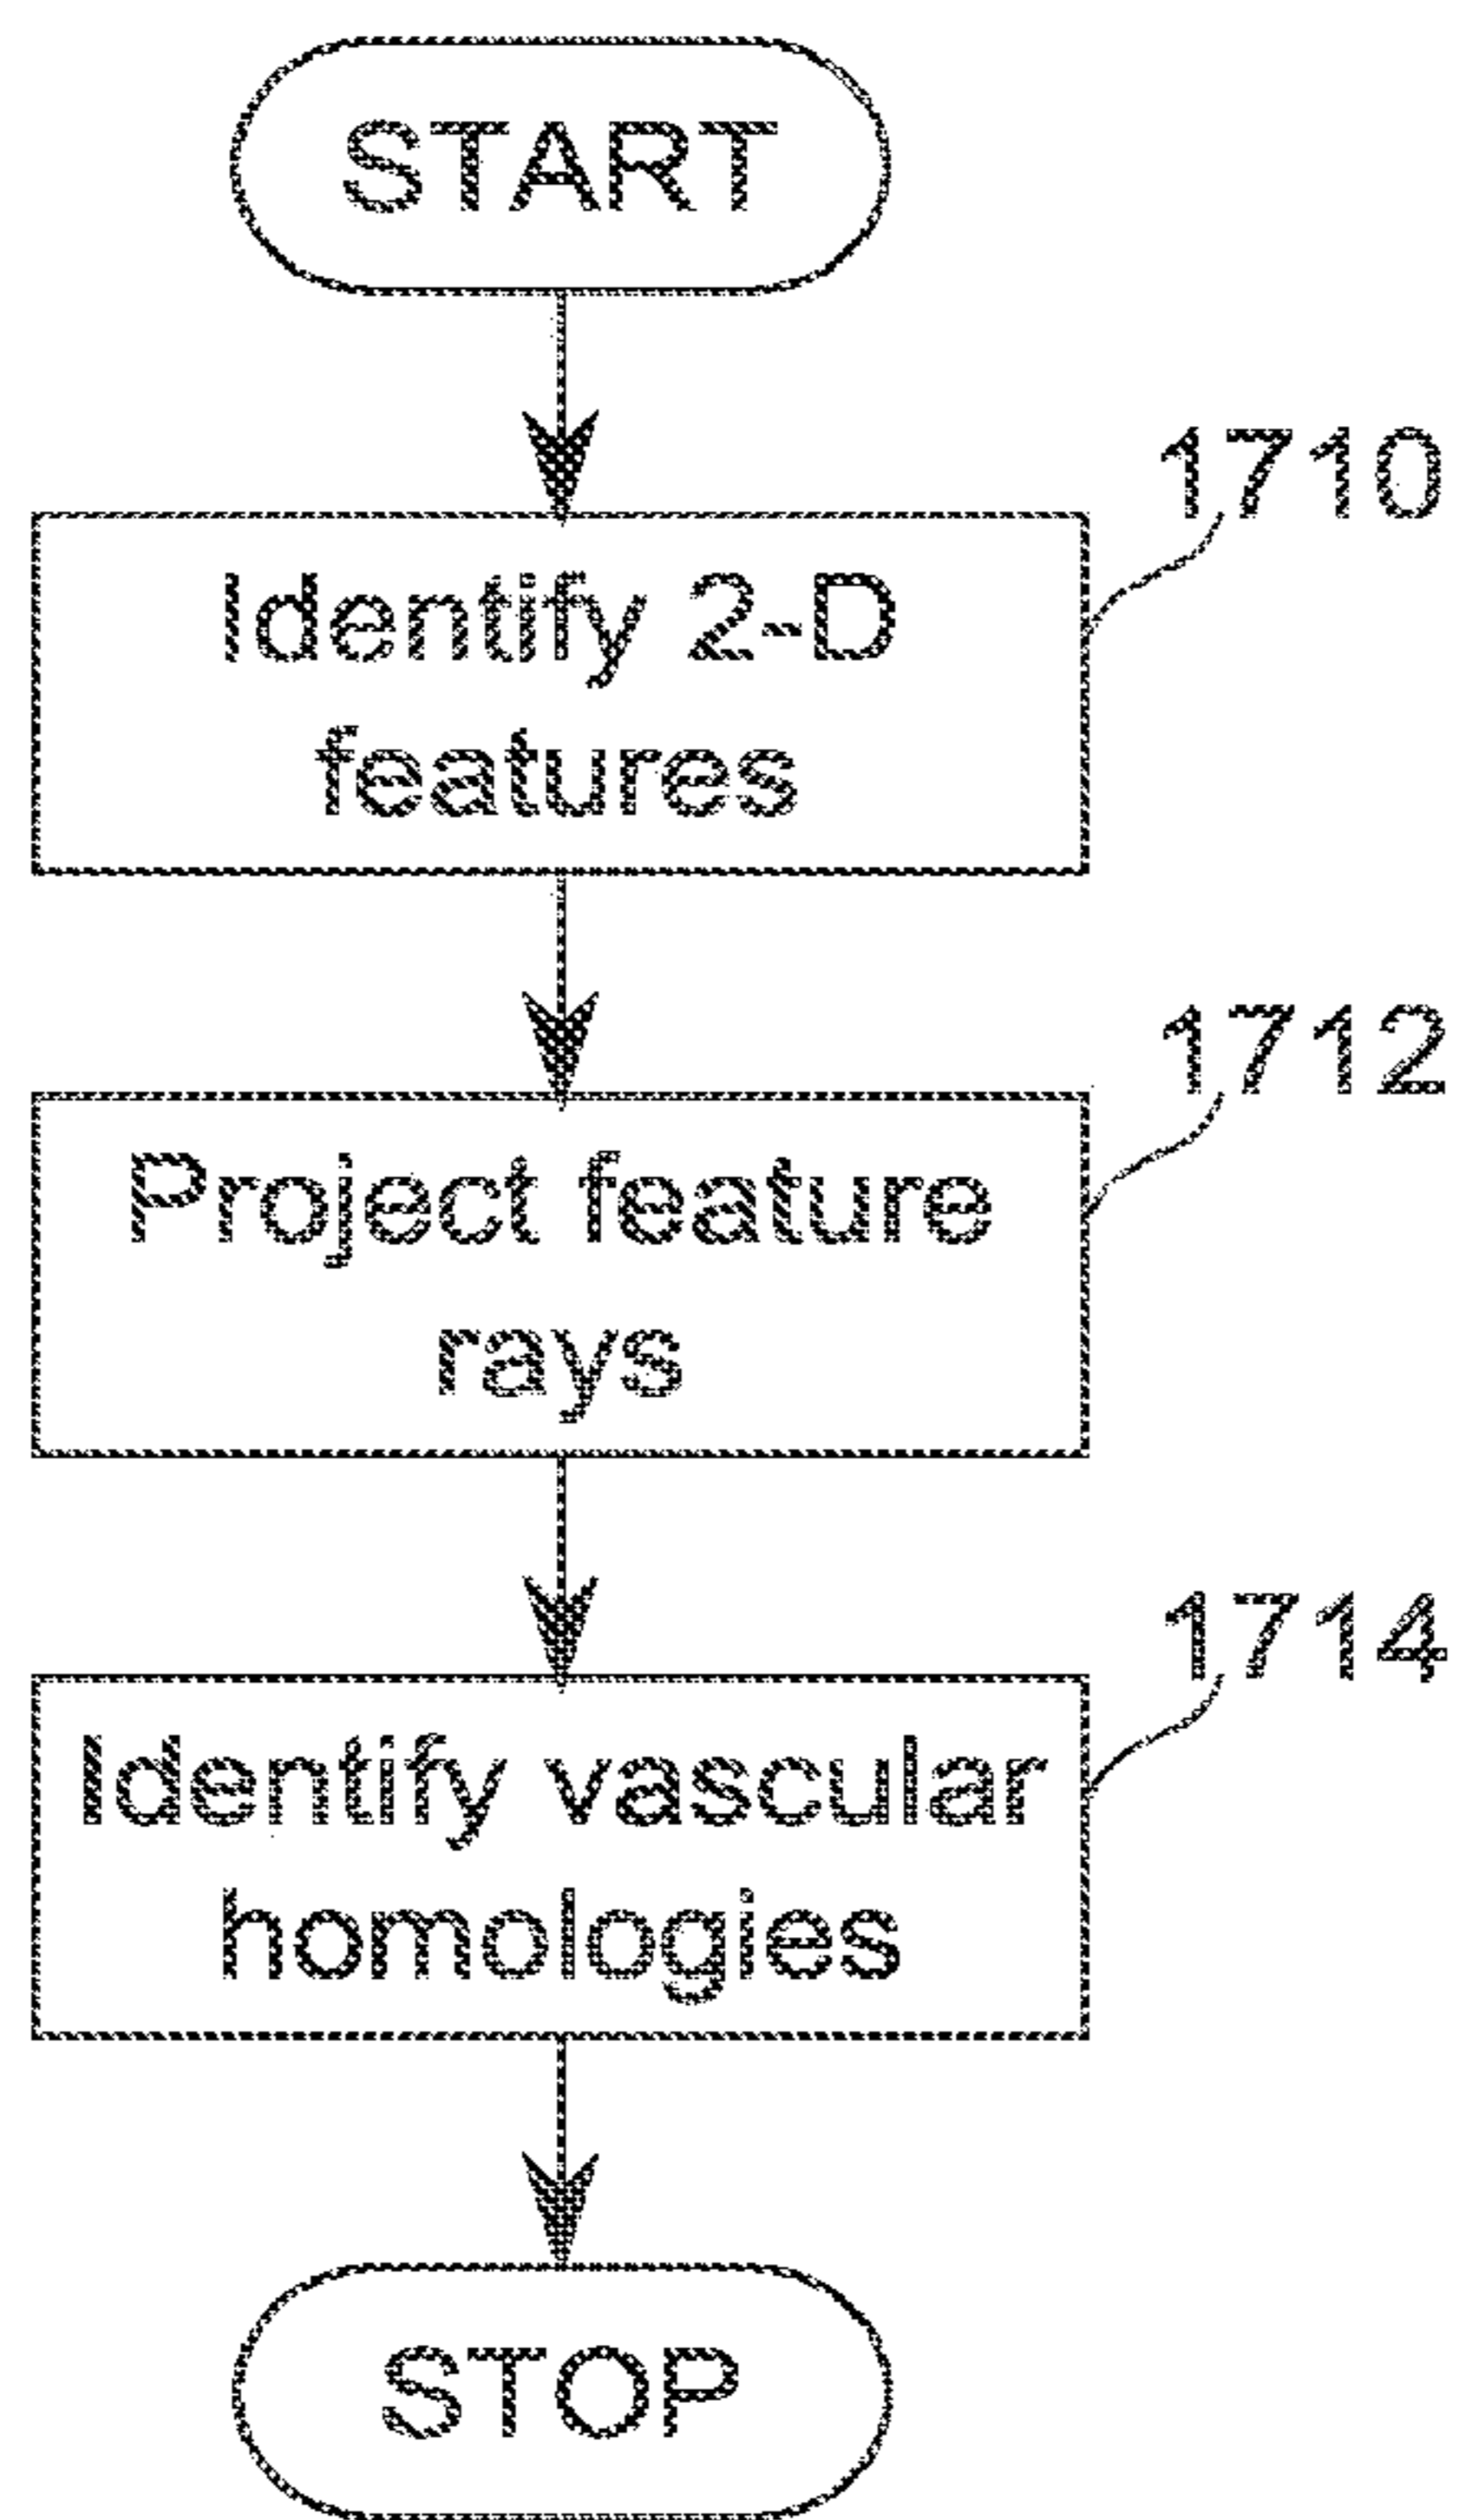 START
1710
Identify 2-D
features
1712
Project feature
rays
1714
Identify vascular
homologies
STOP